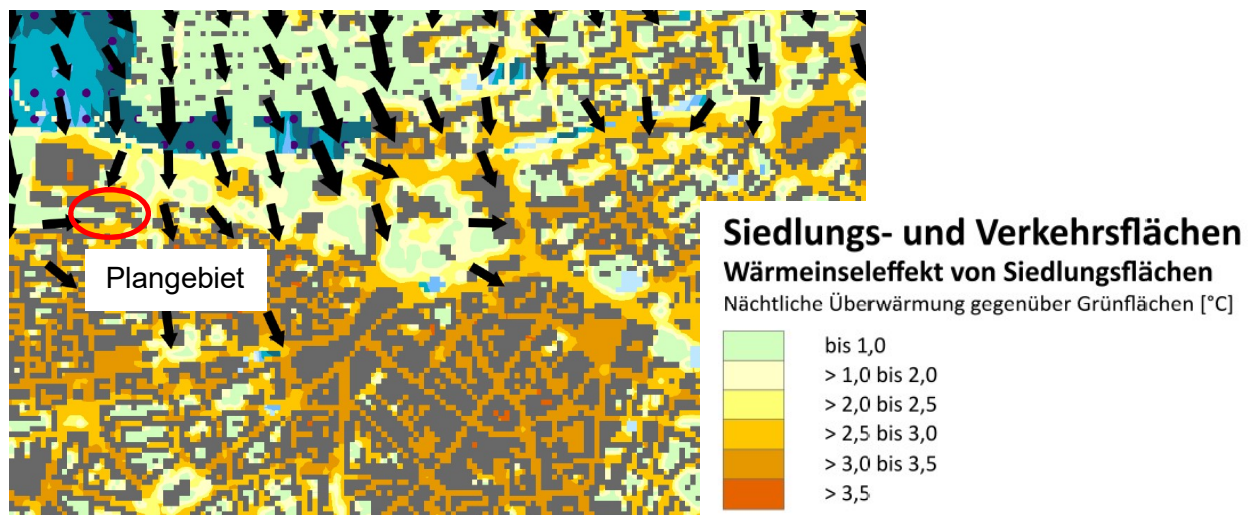 Plangebiet
Siedlungs- und Verkehrsflächen
Wärmeinseleffekt von Siedlungsflächen
Nächtliche Überwärmung gegenüber Grünflächen [°C]
bis 1,0
> 1,0 bis 2,0
> 2,0 bis 2,5
> 2,5 bis 3,0
> 3,0 bis 3,5
> 3,5